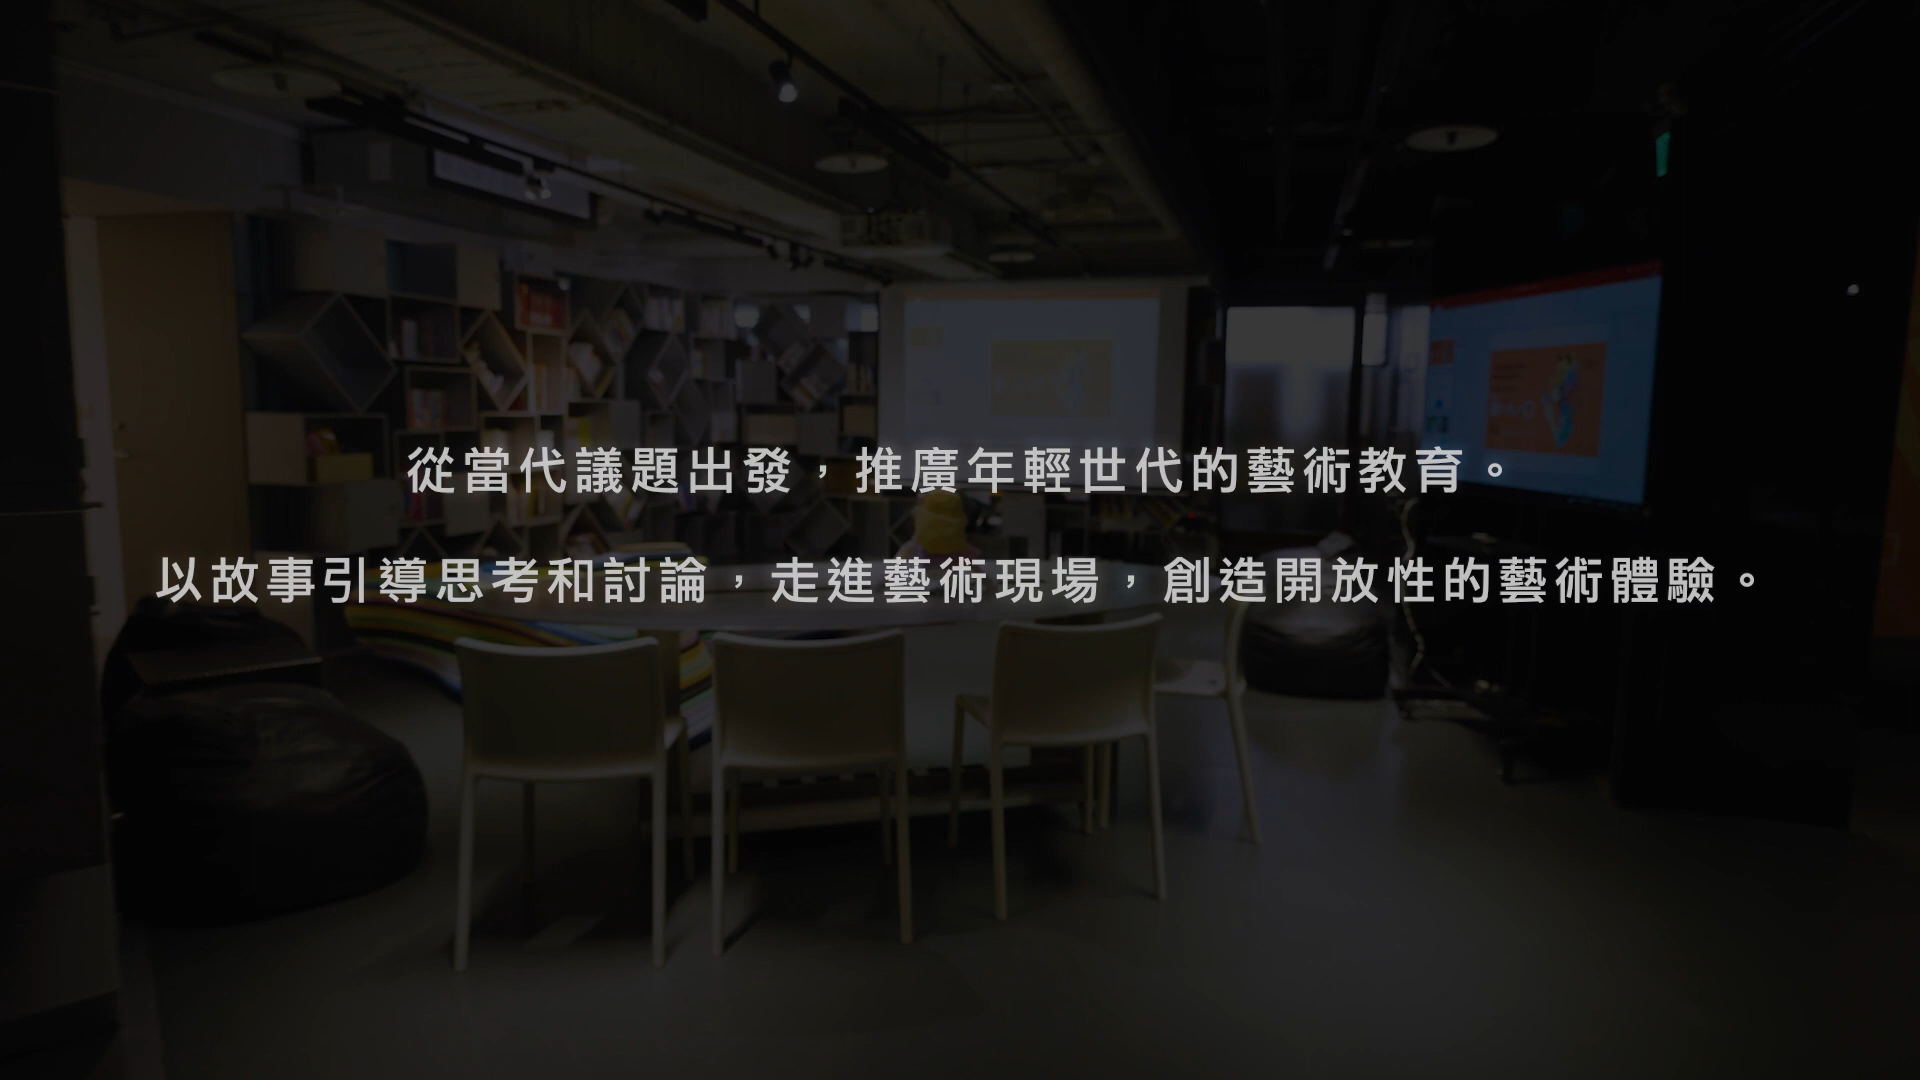 從當代議題出發，推廣年輕世代的藝術教育。
以故事引導思考和討論，走進藝術現場，創造開放性的藝術體驗。